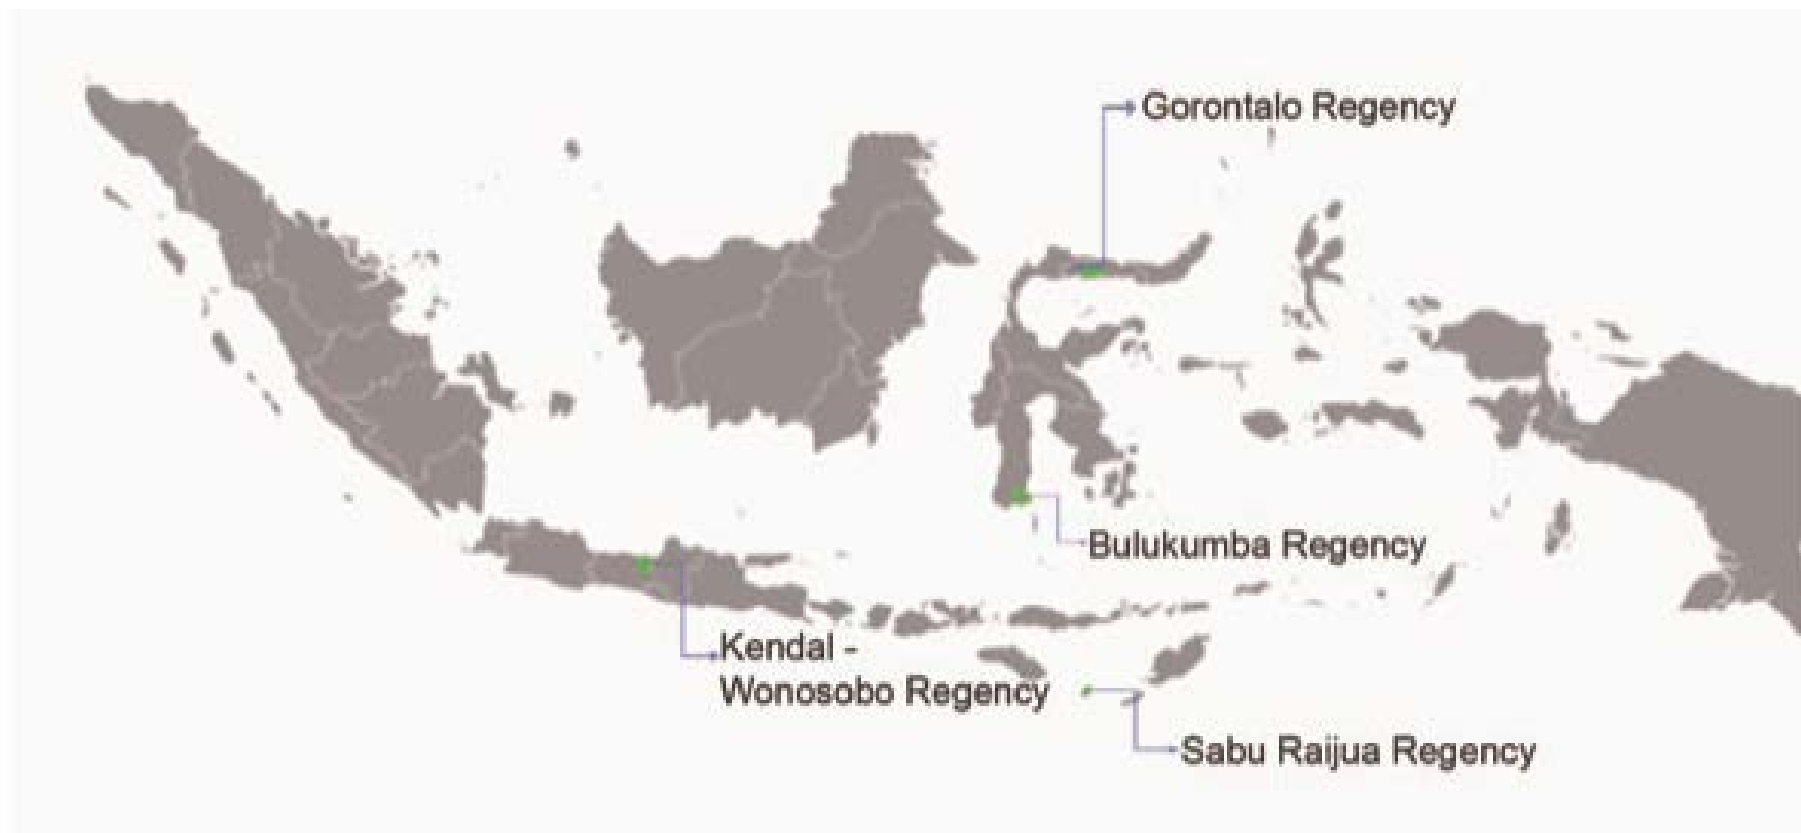 Gorontalo Regency
Bulukumba Regency
Kendal -
Wonosobo Regency
Sabu Raijua Regency